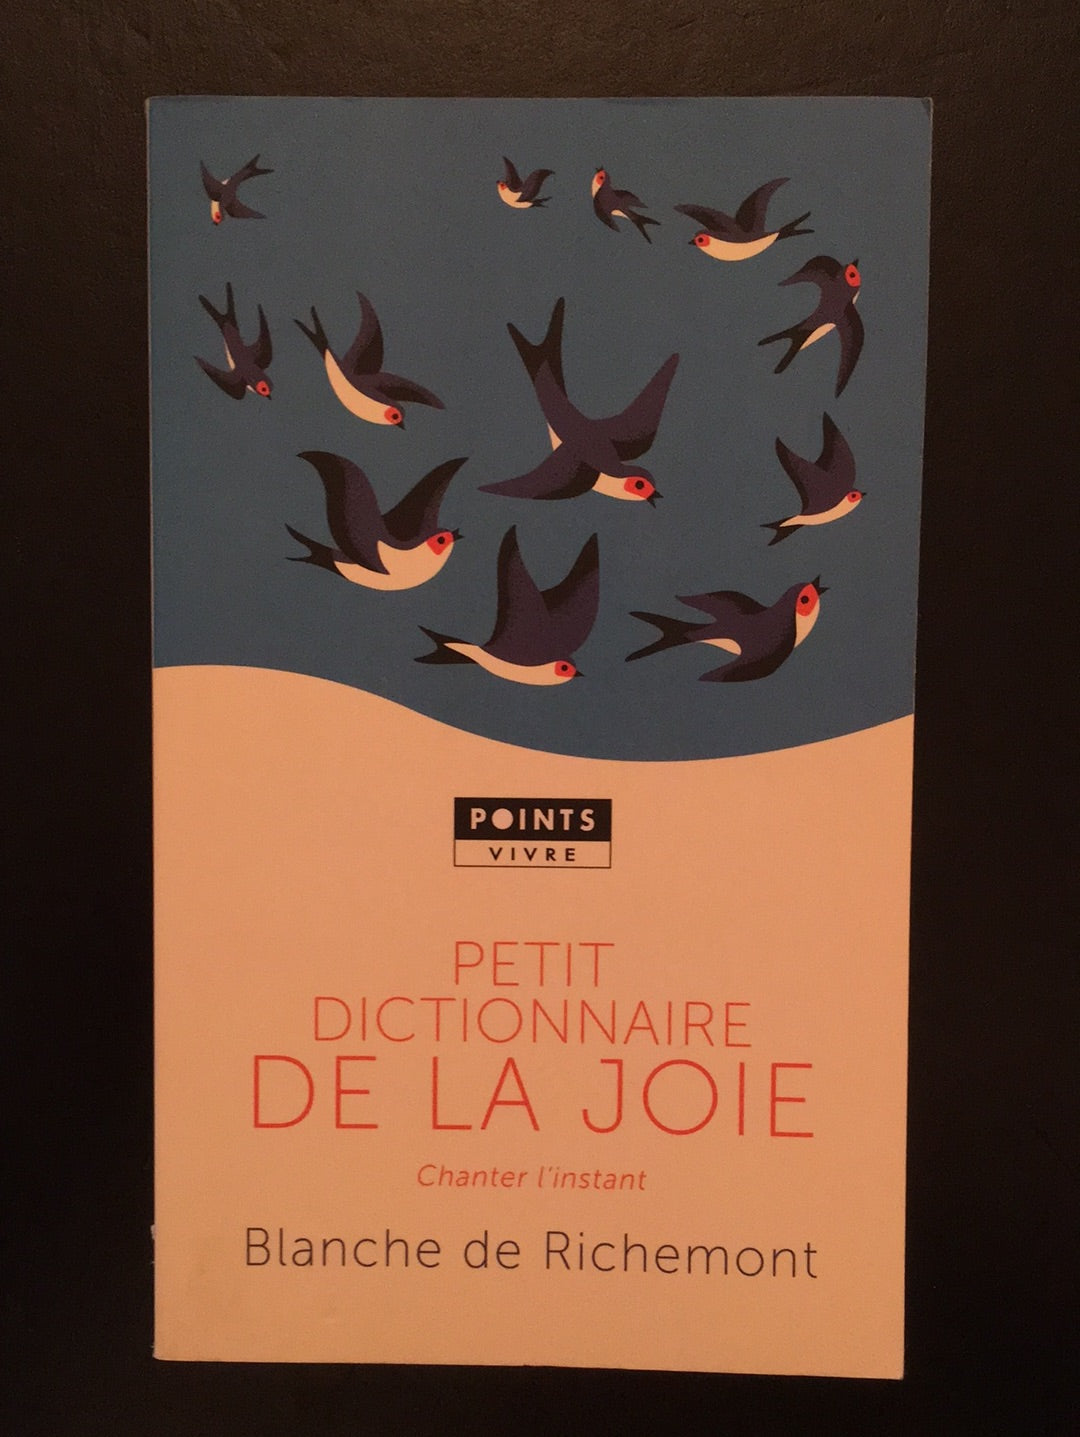 POINTS
VIVRE
PETIT
DICTIONNAIRE
DE LA JOIE
Chanter l'instant
Blanche de Richemont